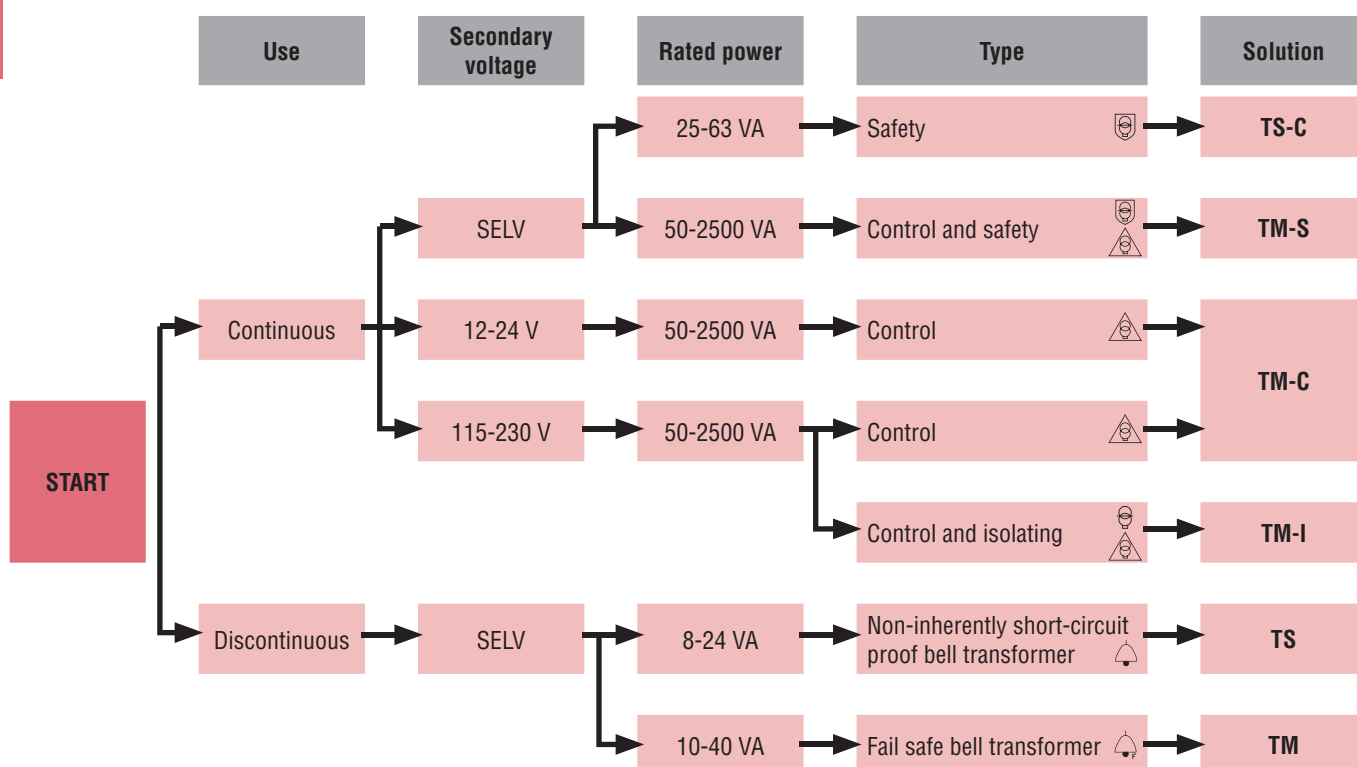 Use
Secondary
voltage
Rated power
Type
Solution
25-63 VA
Safety
TS-C
SELV
50-2500 VA
Control and safety
TM-S
Continuous
12-24 V
50-2500 VA
Control
TM-C
115-230 V
50-2500 VA
Control
START
Control and isolating
TM-I
Discontinuous
SELV
8-24 VA
Non-inherently short-circuit
proof bell transformer
TS
10-40 VA
Fail safe bell transformer
F
TM